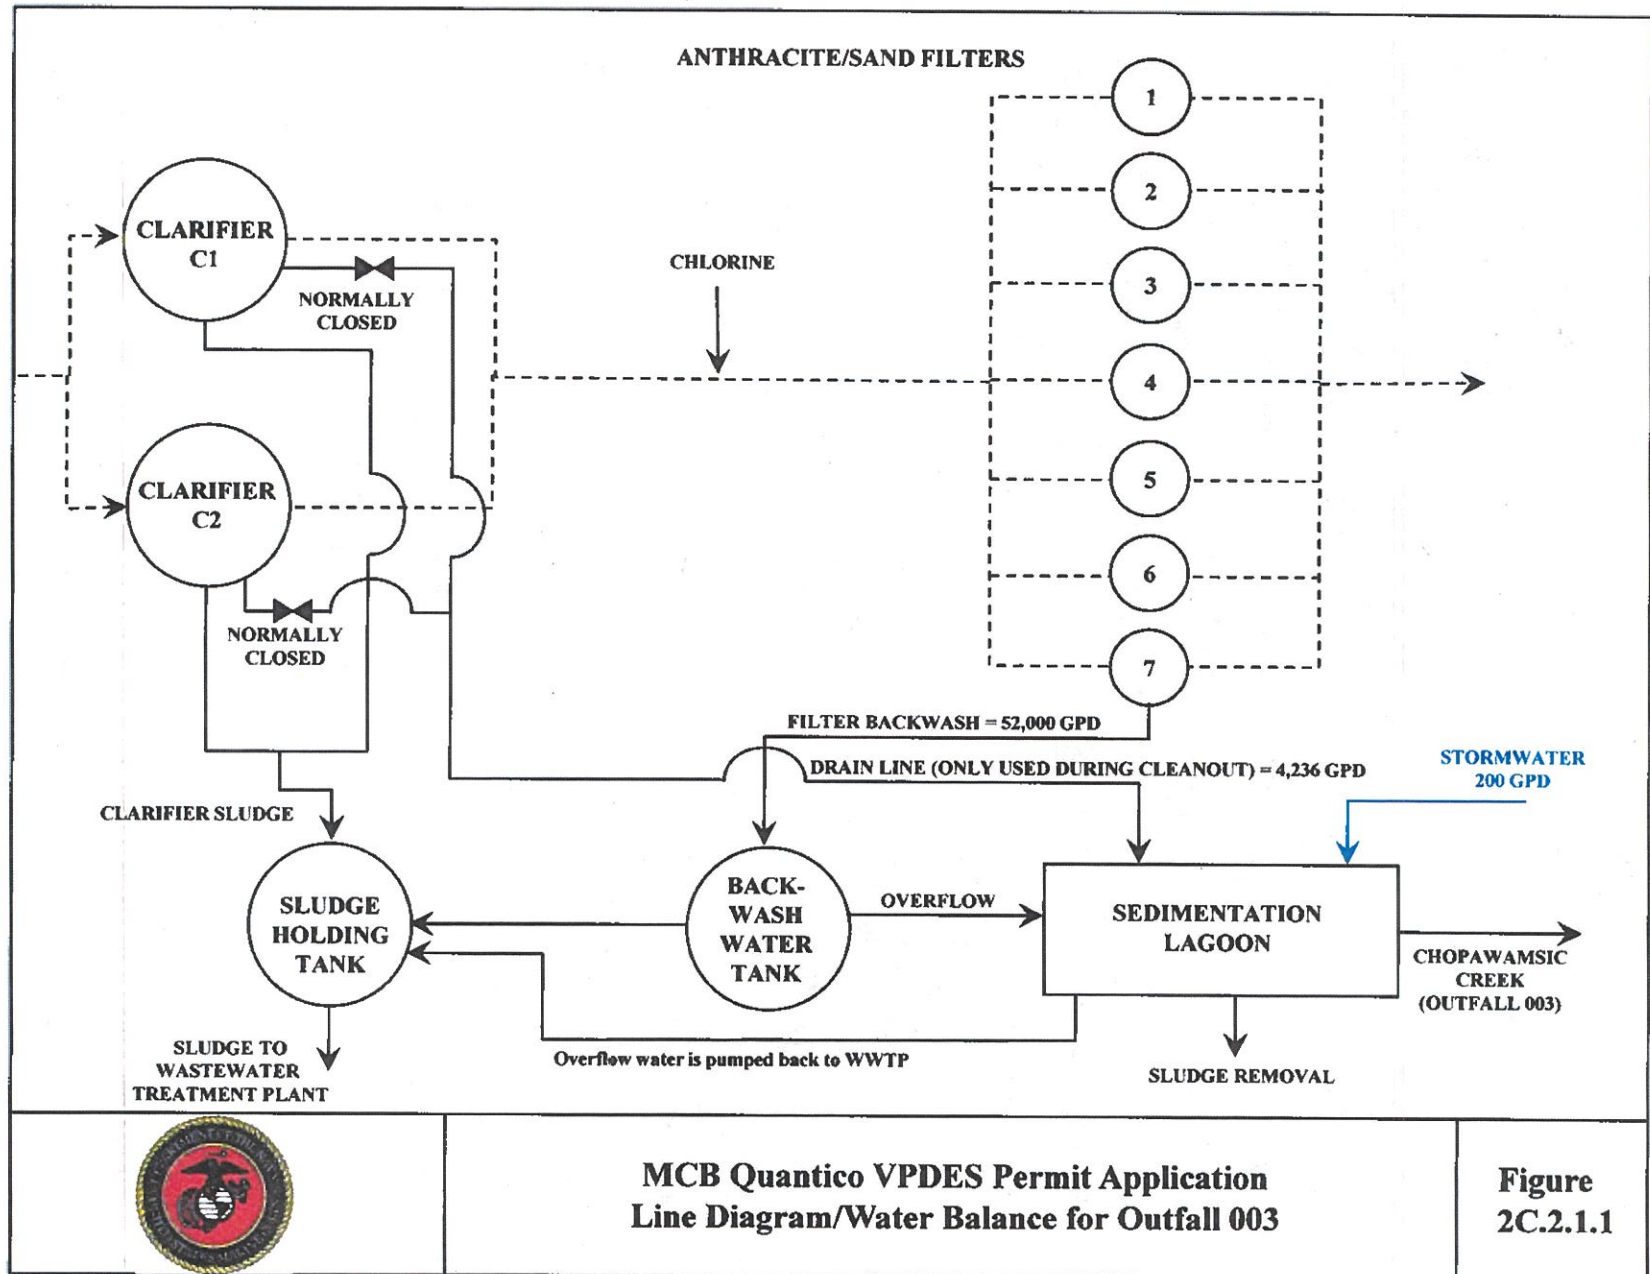 ANTHRACITE/SAND FILTERS
1
2
3
4
5
6
7
CLARIFIER
C1
NORMALLY
CLOSED
CHLORINE
CLARIFIER
C2
NORMALLY
CLOSED
FILTER BACKWASH = 52,000 GPD
DRAIN LINE (ONLY USED DURING CLEANOUT) = 4,236 GPD
STORMWATER
200 GPD
CLARIFIER SLUDGE
SLUDGE
HOLDING
TANK
BACK-
WASH
WATER
TANK
OVERFLOW
SEDIMENTATION
LAGOON
CHOPAWAMSIC
CREEK
(OUTFALL 003)
SLUDGE TO
WASTEWATER
TREATMENT PLANT
Overflow water is pumped back to WWTP
SLUDGE REMOVAL
MCB Quantico VPDES Permit Application
Line Diagram/Water Balance for Outfall 003
Figure
2C.2.1.1